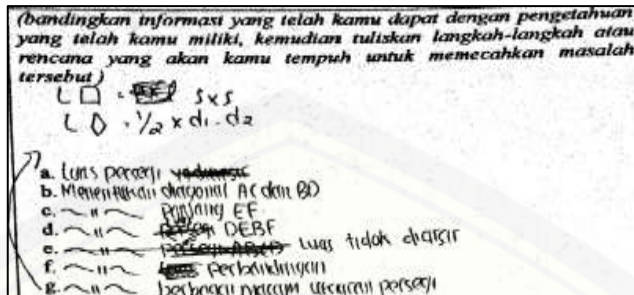 (bandingkan informasi yang telah kamu dapat dengan pengetahuan
yang telah kamu miliki, kemudian tuliskan langkah-langkah atau
rencana yang akan kamu tempuh untuk memecahkan masalah
tersebut)
L □ = s x s
L ◊ = 1/2 x d1 . d2
a. Luas persegi
b. Menentukan diagonal AC dan BD
c. ~ " ~ Panjang EF
d. ~ " ~ DEBF
e. ~ " ~ Luas tidak diarsir
f. ~ " ~ Perbandingan
g. ~ " ~ berbagai macam ukuran persegi